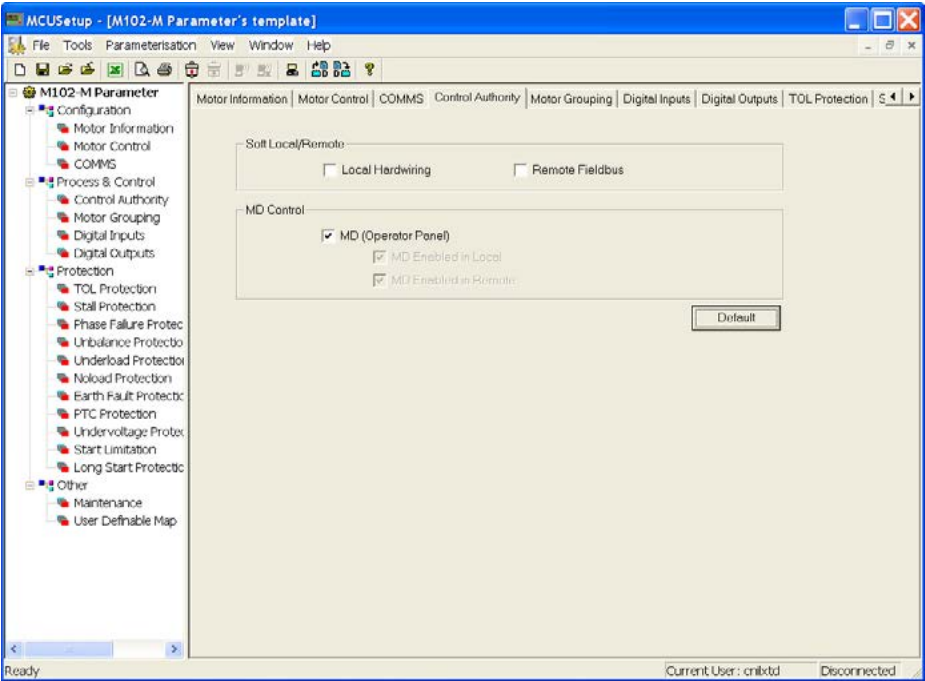 MCUSetup - [M102-M Parameter's template]
File Tools Parameterisation View Window Help
M102-M Parameter
Configuration
Motor Information
Motor Control
COMMS
Process & Control
Control Authority
Motor Grouping
Digital Inputs
Digital Outputs
Protection
TOL Protection
Stall Protection
Phase Failure Protec
Unbalance Protectio
Underload Protection
Noload Protection
Earth Fault Protectic
PTC Protection
Undervoltage Protec
Start Limitation
Long Start Protectic
Other
Maintenance
User Definable Map
Motor Information Motor Control COMMS Control Authority Motor Grouping Digital Inputs Digital Outputs TOL Protection S
Soft Local/Remote
Local Hardwiring Remote Fieldbus
MD Control
MD (Operator Panel)
MD Enabled in Local
MD Enabled in Remote
Default
Ready Current User : cnilxtd Disconnected